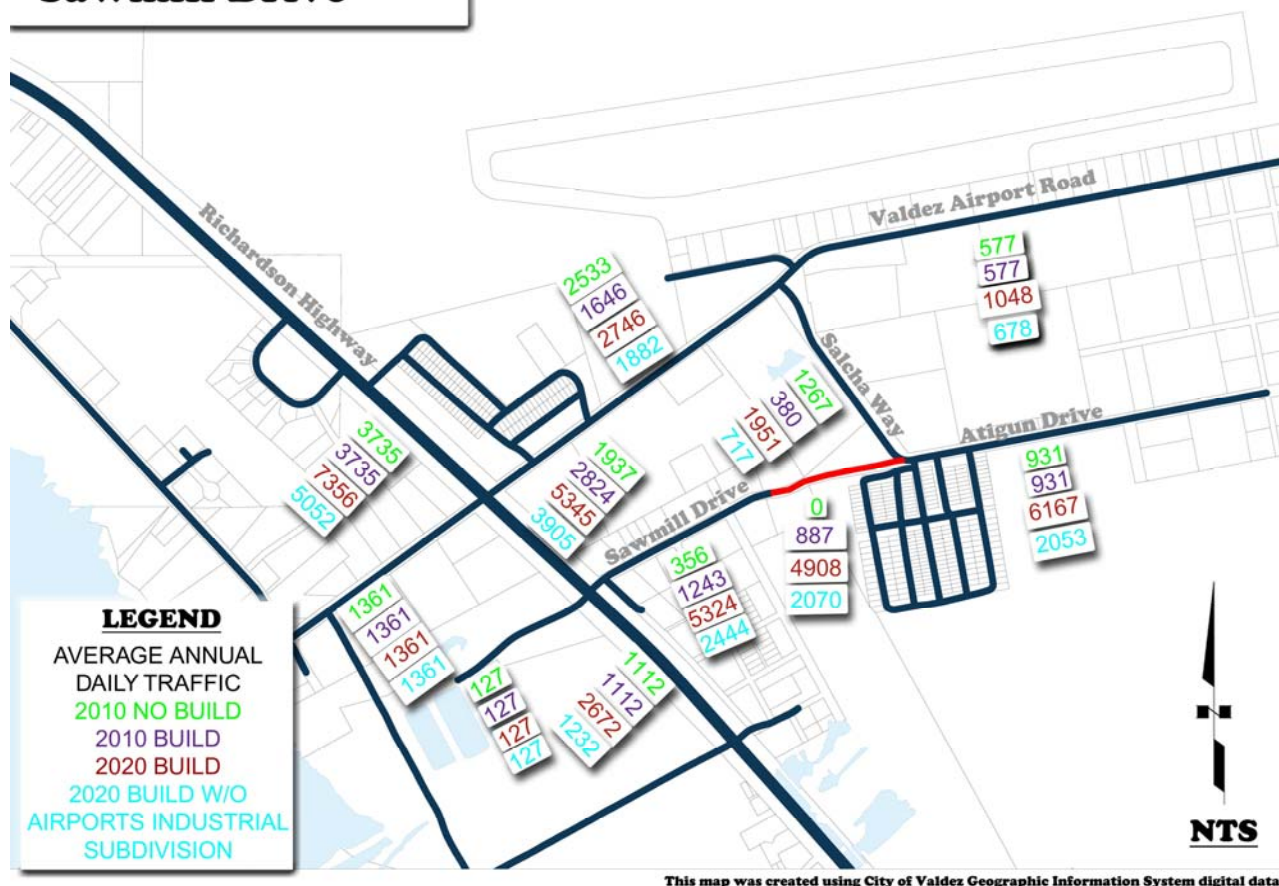 Sawmill Drive
Richardson Highway
Valdez Airport Road
577
577
1048
678
2533
1646
2746
1882
Salcha Way
1267
380
1951
717
Atigun Drive
931
931
6167
2053
3735
3735
7356
5052
1937
2824
5345
3905
Sawmill Drive
0
887
4908
2070
356
1243
5324
2444
1361
1361
1361
1361
127
127
127
127
1112
1112
2672
1232
LEGEND
AVERAGE ANNUAL
DAILY TRAFFIC
2010 NO BUILD
2010 BUILD
2020 BUILD
2020 BUILD W/O
AIRPORTS INDUSTRIAL
SUBDIVISION
N
NTS
This map was created using City of Valdez Geographic Information System digital data